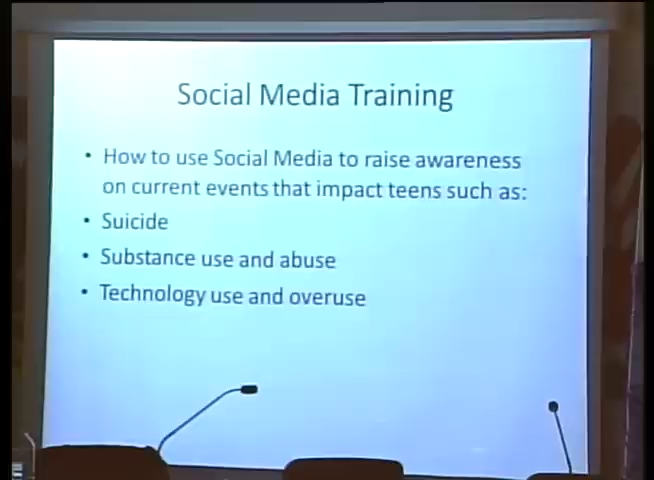 Social Media Training
• How to use Social Media to raise awareness
on current events that impact teens such as:
• Suicide
• Substance use and abuse
• Technology use and overuse